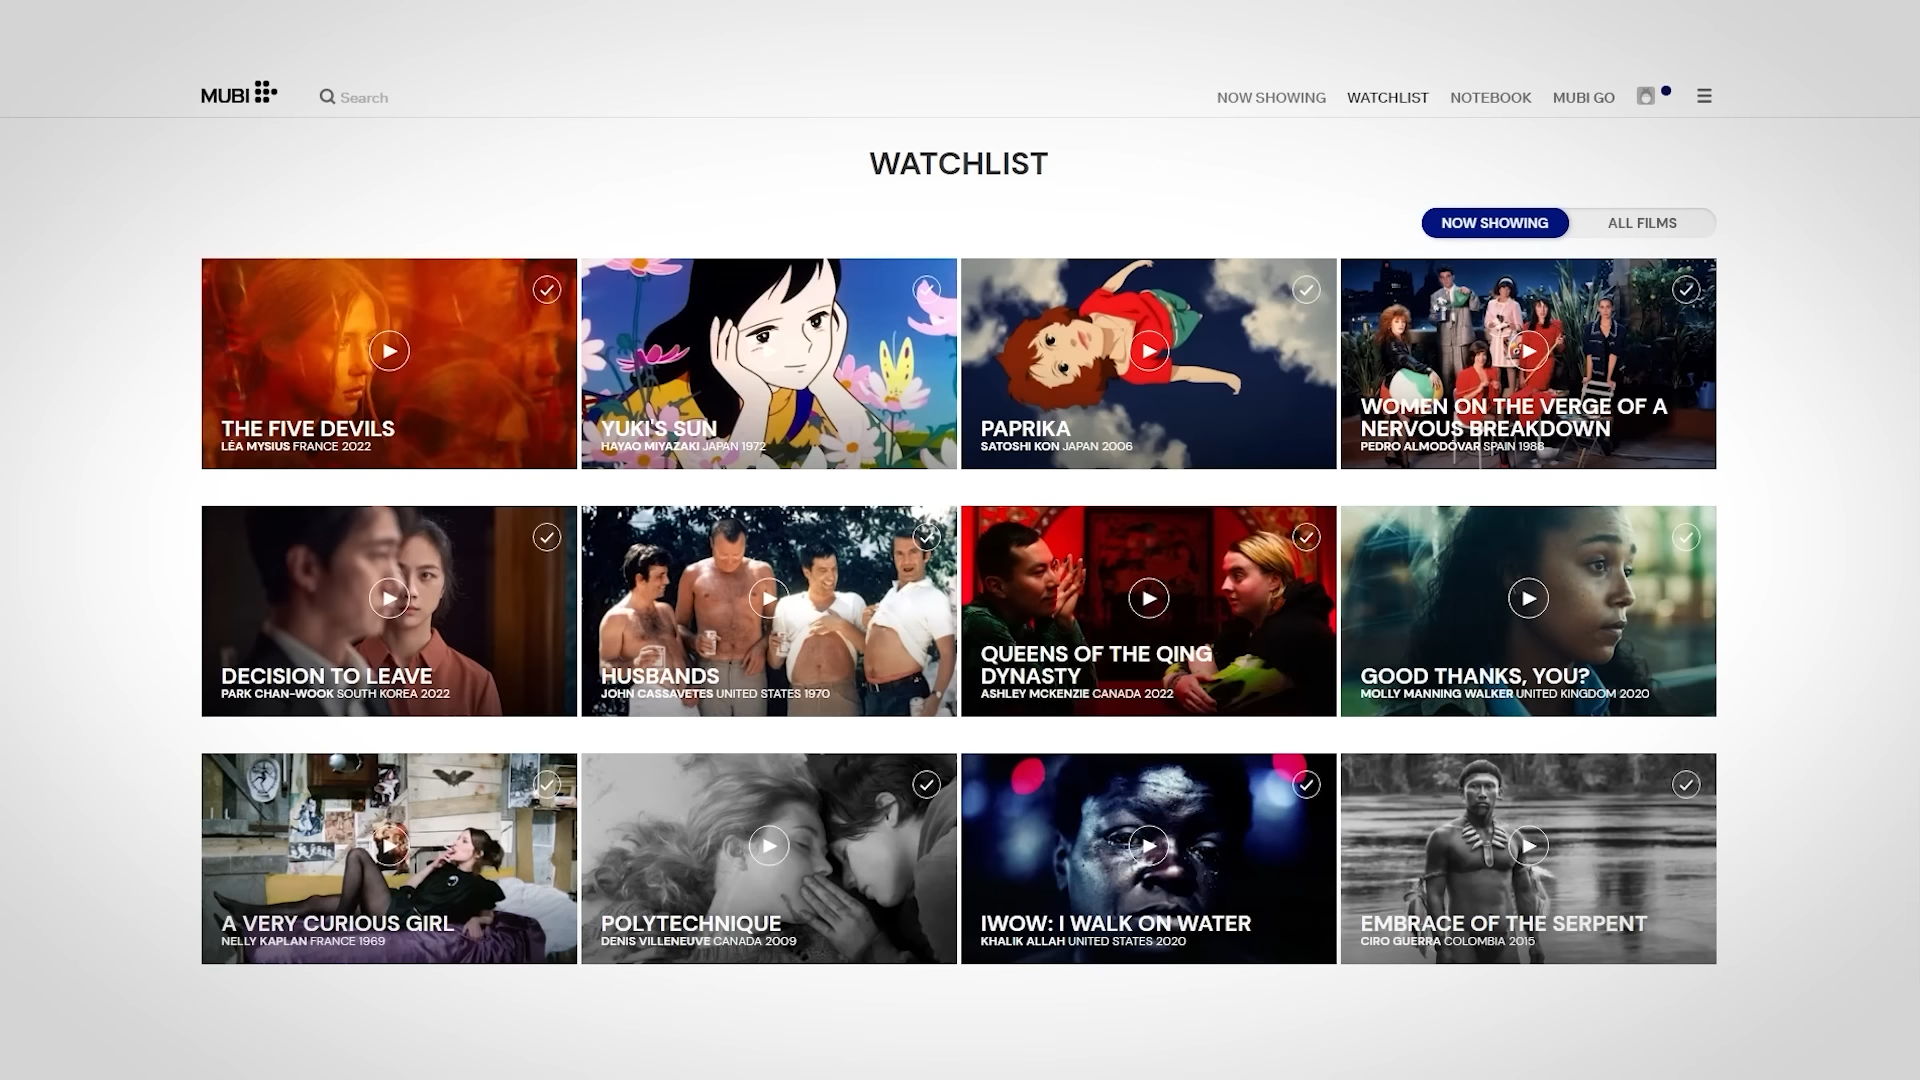 MUBI
Search
NOW SHOWING
WATCHLIST
NOTEBOOK
MUBI GO
WATCHLIST
NOW SHOWING
ALL FILMS
THE FIVE DEVILS
LÉA MYSIUS FRANCE 2022
YUKI'S SUN
HAYAO MIYAZAKI JAPAN 1972
PAPRIKA
SATOSHI KON JAPAN 2006
WOMEN ON THE VERGE OF A
NERVOUS BREAKDOWN
PEDRO ALMODÓVAR SPAIN 1988
DECISION TO LEAVE
PARK CHAN-WOOK SOUTH KOREA 2022
HUSBANDS
JOHN CASSAVETES UNITED STATES 1970
QUEENS OF THE QING
DYNASTY
ASHLEY MCKENZIE CANADA 2022
GOOD THANKS, YOU?
MOLLY MANNING WALKER UNITED KINGDOM 2020
A VERY CURIOUS GIRL
NELLY KAPLAN FRANCE 1969
POLYTECHNIQUE
DENIS VILLENEUVE CANADA 2009
IWOW: I WALK ON WATER
KHALIK ALLAH UNITED STATES 2020
EMBRACE OF THE SERPENT
CIRO GUERRA COLOMBIA 2015